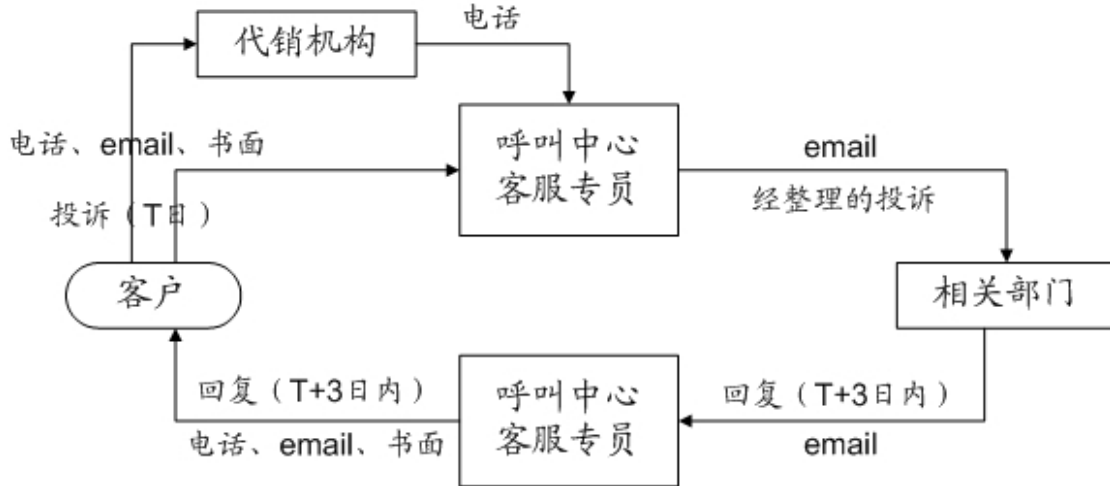 代销机构
电话
电话、email、书面
投诉（T日）
呼叫中心
客服专员
email
经整理的投诉
客户
相关部门
回复（T+3日内）
电话、email、书面
呼叫中心
客服专员
回复（T+3日内）
email